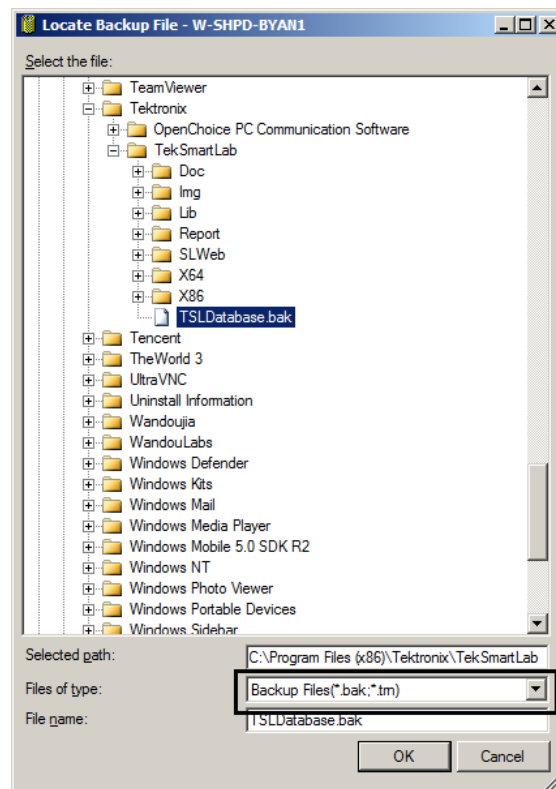 Locate Backup File - W-SHPD-BYAN1
Select the file:
TeamViewer
Tektronix
OpenChoice PC Communication Software
TekSmartLab
Doc
Img
Lib
Report
SLWeb
X64
X86
TSLDatabase.bak
Tencent
TheWorld 3
UltraVNC
Uninstall Information
Wandoujia
WandouLabs
Windows Defender
Windows Kits
Windows Mail
Windows Media Player
Windows Mobile 5.0 SDK R2
Windows NT
Windows Photo Viewer
Windows Portable Devices
Windows Sidebar
Selected path: C:\Program Files (x86)\Tektronix\TekSmartLab
Files of type: Backup Files(*.bak;*.trn)
File name: TSLDatabase.bak
OK Cancel